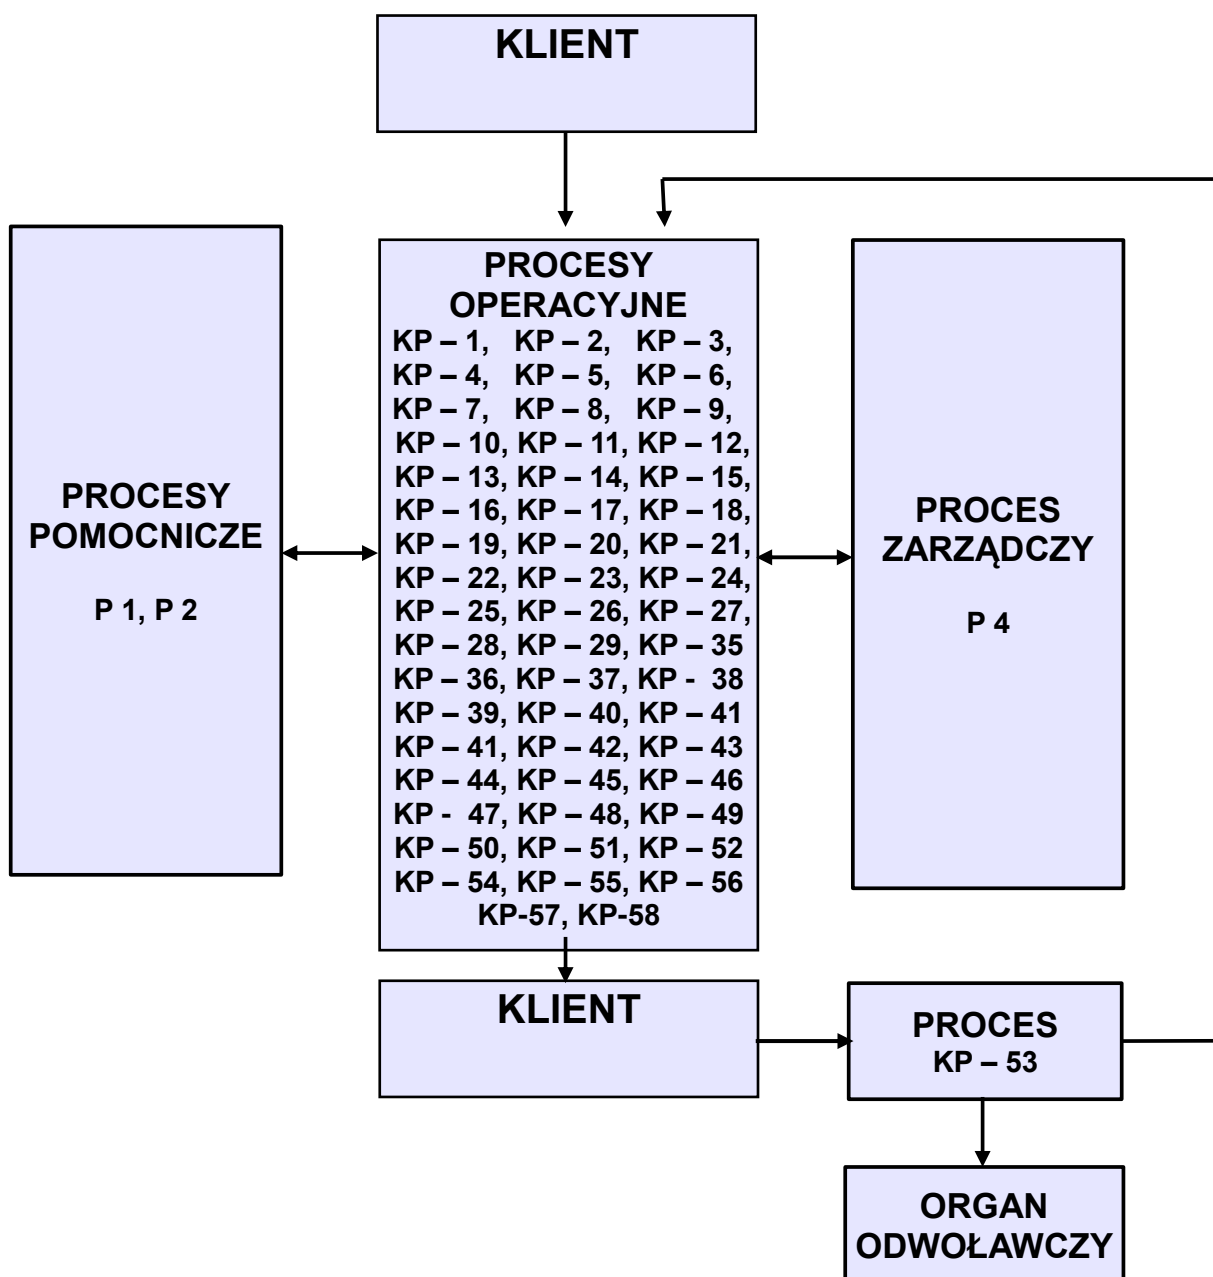 KLIENT
PROCESY
OPERACYJNE
KP – 1, KP – 2, KP – 3,
KP – 4, KP – 5, KP – 6,
KP – 7, KP – 8, KP – 9,
KP – 10, KP – 11, KP – 12,
KP – 13, KP – 14, KP – 15,
KP – 16, KP – 17, KP – 18,
KP – 19, KP – 20, KP – 21,
KP – 22, KP – 23, KP – 24,
KP – 25, KP – 26, KP – 27,
KP – 28, KP – 29, KP – 35
KP – 36, KP – 37, KP - 38
KP – 39, KP – 40, KP – 41
KP – 41, KP – 42, KP – 43
KP – 44, KP – 45, KP – 46
KP - 47, KP – 48, KP – 49
KP – 50, KP – 51, KP – 52
KP – 54, KP – 55, KP – 56
KP-57, KP-58
PROCESY
POMOCNICZE
P 1, P 2
PROCES
ZARZĄDCZY
P 4
KLIENT
PROCES
KP – 53
ORGAN
ODWOŁAWCZY